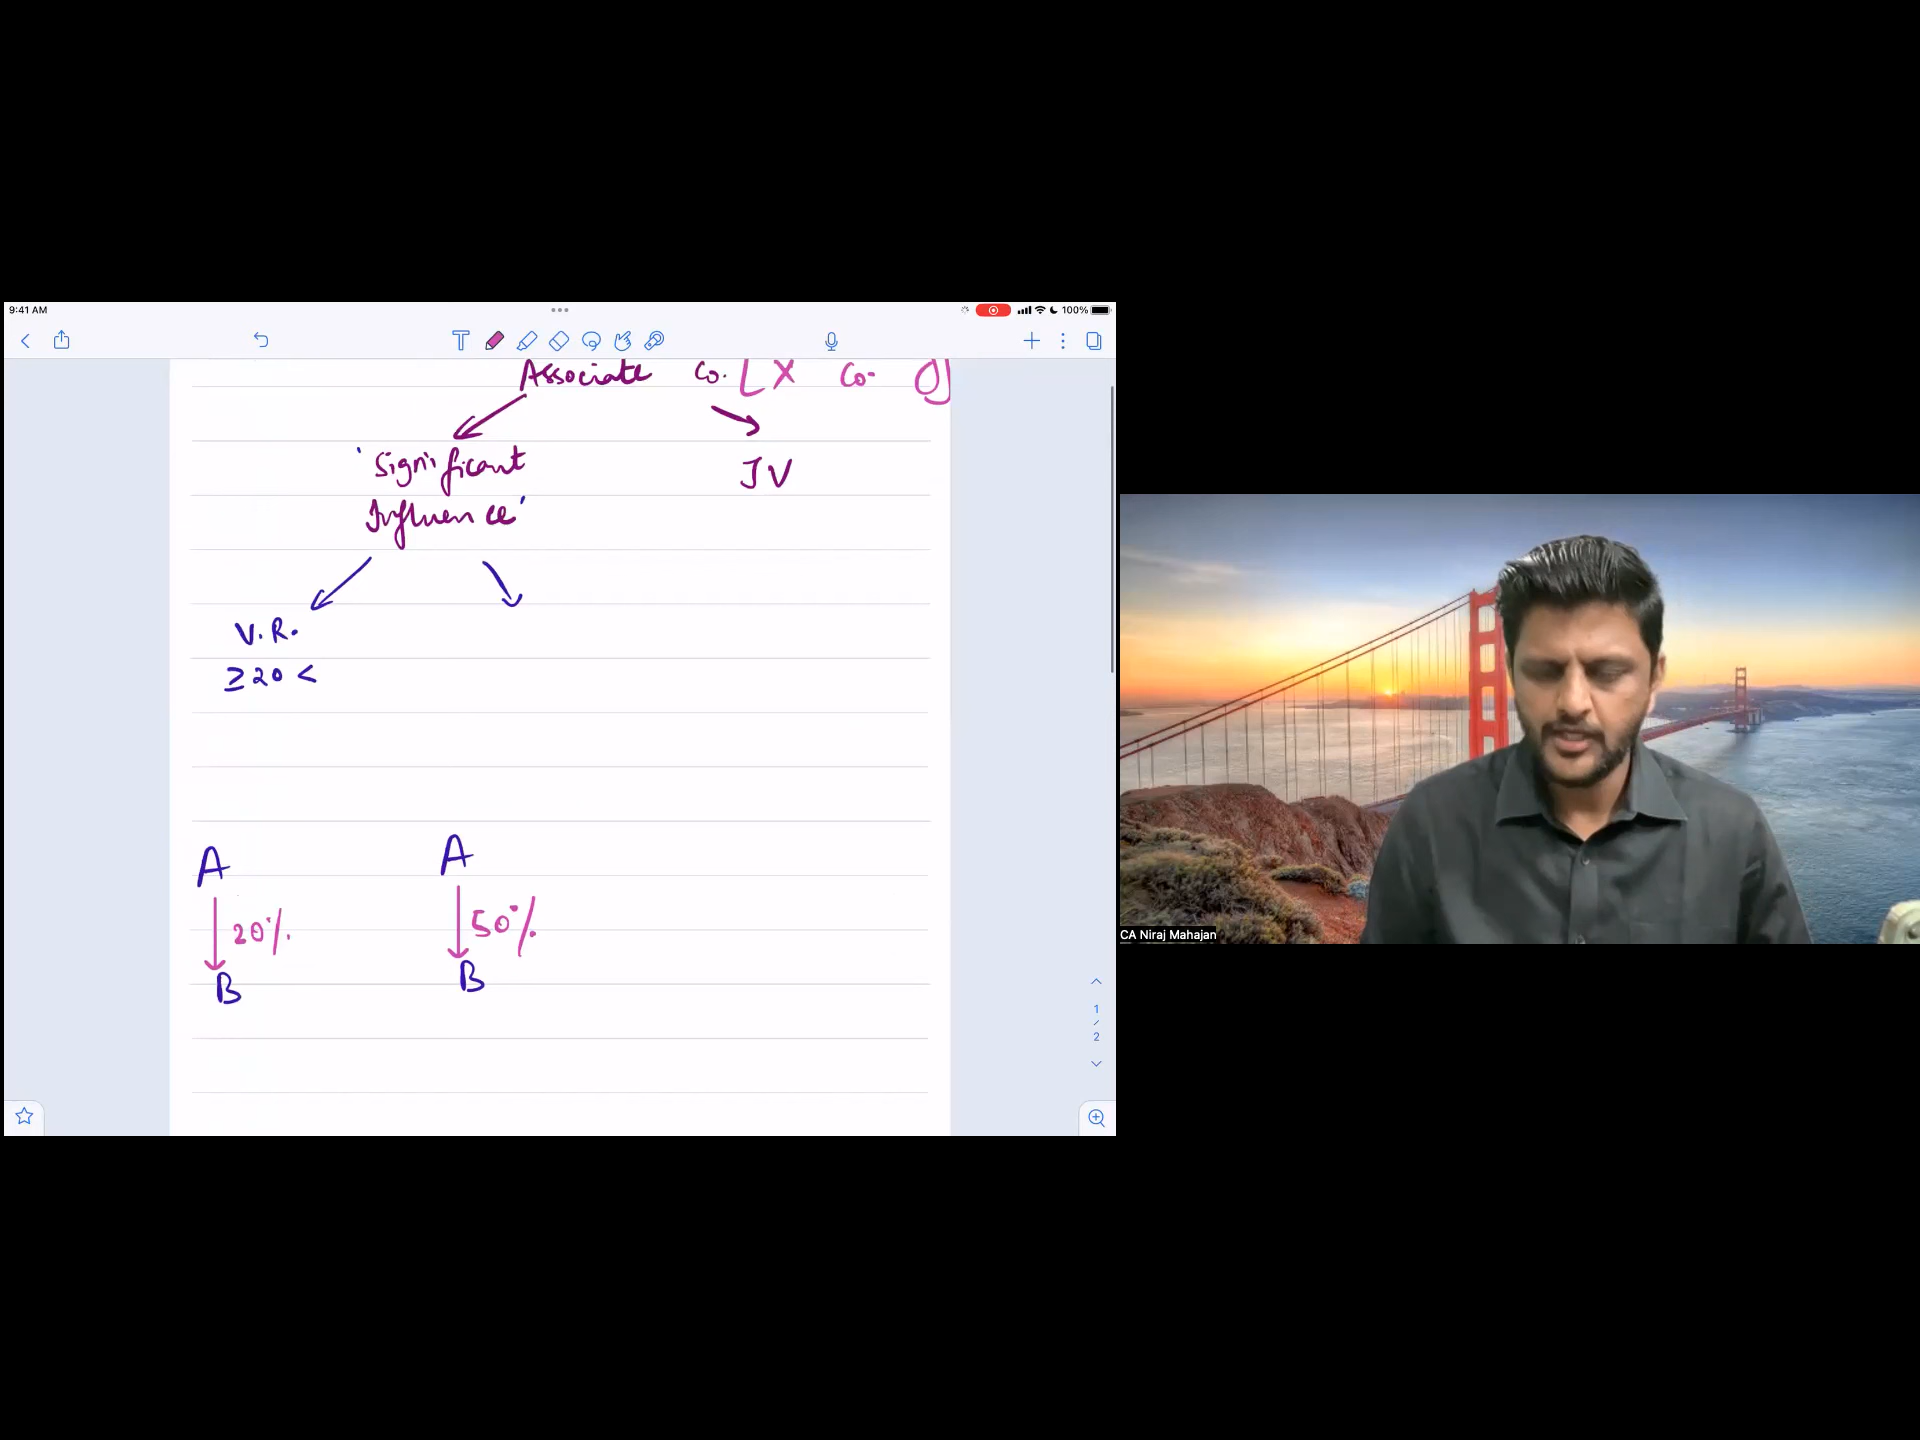 9:41 AM
100%
T
Associate Co. [X Co- O]
'Significant
Influence'
JV
V.R.
≥20 <
A
20%.
B
A
50%.
B
1
/
2
CA Niraj Mahajan